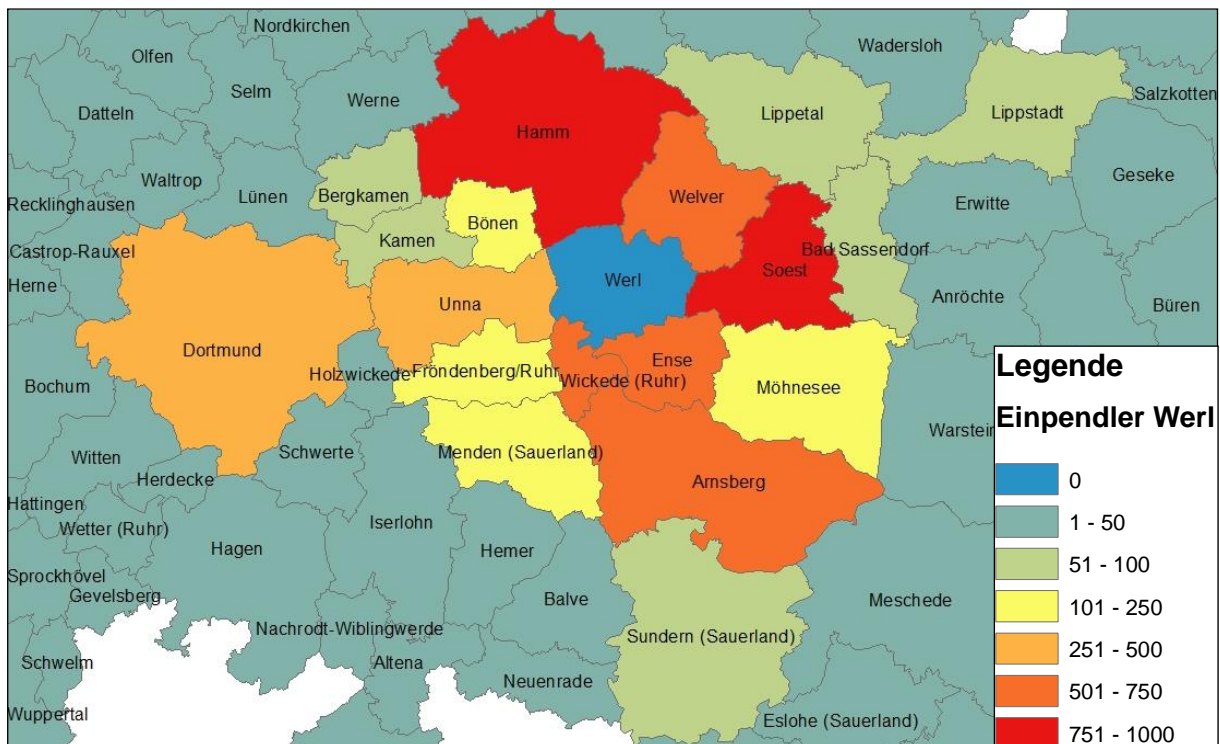 Nordkirchen
Olfen
Wadersloh
Selm
Werne
Datteln
Lippetal
Lippstadt
Salzkotten
Hamm
Waltrop
Geseke
Lünen
Bergkamen
Welver
Recklinghausen
Erwitte
Bönen
Kamen
Castrop-Rauxel
Bad Sassendorf
Soest
Werl
Herne
Anröchte
Unna
Büren
Dortmund
Ense
Holzwickede
Fröndenberg/Ruhr
Wickede (Ruhr)
Bochum
Möhnesee
Warstein
Schwerte
Menden (Sauerland)
Witten
Herdecke
Arnsberg
Hattingen
Wetter (Ruhr)
Iserlohn
Hagen
Hemer
Sprockhövel
Gevelsberg
Balve
Meschede
Nachrodt-Wiblingwerde
Sundern (Sauerland)
Schwelm
Altena
Neuenrade
Wuppertal
Eslohe (Sauerland)
Legende
Einpendler Werl
0
1 - 50
51 - 100
101 - 250
251 - 500
501 - 750
751 - 1000